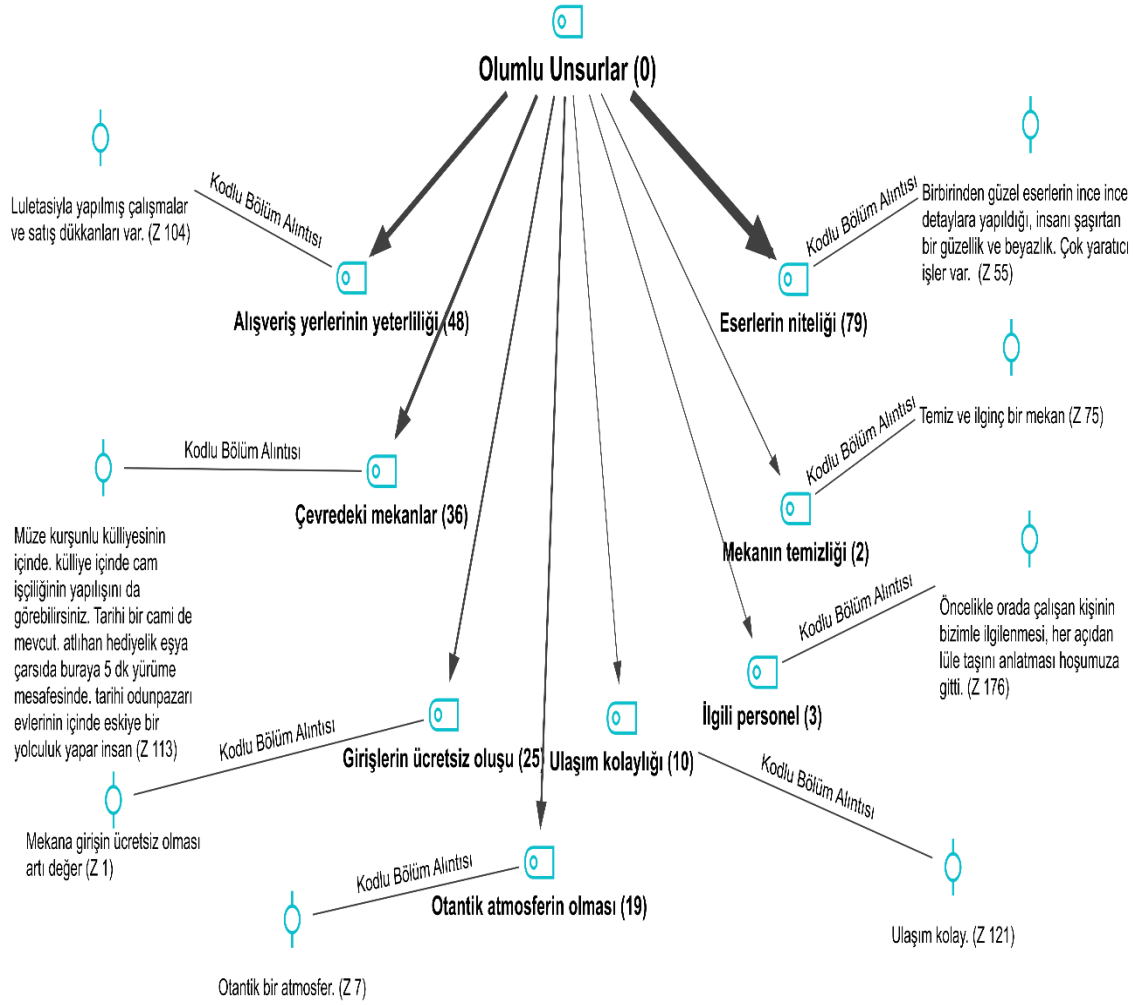 Olumlu Unsurlar (0)
Kodlu Bölüm Alıntısı
Luletasiyla yapılmış çalışmalar
ve satış dükkanları var. (Z 104)
Alışveriş yerlerinin yeterliliği (48)
Kodlu Bölüm Alıntısı
Birbirinden güzel eserlerin ince ince
detaylara yapıldığı, insanı şaşırtan
bir güzellik ve beyazlık. Çok yaratıcı
işler var. (Z 55)
Eserlerin niteliği (79)
Kodlu Bölüm Alıntısı
Temiz ve ilginç bir mekan (Z 75)
Mekanın temizliği (2)
Kodlu Bölüm Alıntısı
Çevredeki mekanlar (36)
Müze kurşunlu külliyesinin
içinde. külliye içinde cam
işçiliğinin yapılışını da
görebilirsiniz. Tarihi bir cami de
mevcut. atlıhan hediyelik eşya
çarsıda buraya 5 dk yürüme
mesafesinde. tarihi odunpazarı
evlerinin içinde eskiye bir
yolculuk yapar insan (Z 113)
Kodlu Bölüm Alıntısı
Öncelikle orada çalışan kişinin
bizimle ilgilenmesi, her açıdan
lüle taşını anlatması hoşumuza
gitti. (Z 176)
İlgili personel (3)
Kodlu Bölüm Alıntısı
Girişlerin ücretsiz oluşu (25)
Ulaşım kolaylığı (10)
Kodlu Bölüm Alıntısı
Mekana girişin ücretsiz olması
artı değer (Z 1)
Kodlu Bölüm Alıntısı
Otantik atmosferin olması (19)
Ulaşım kolay. (Z 121)
Otantik bir atmosfer. (Z 7)